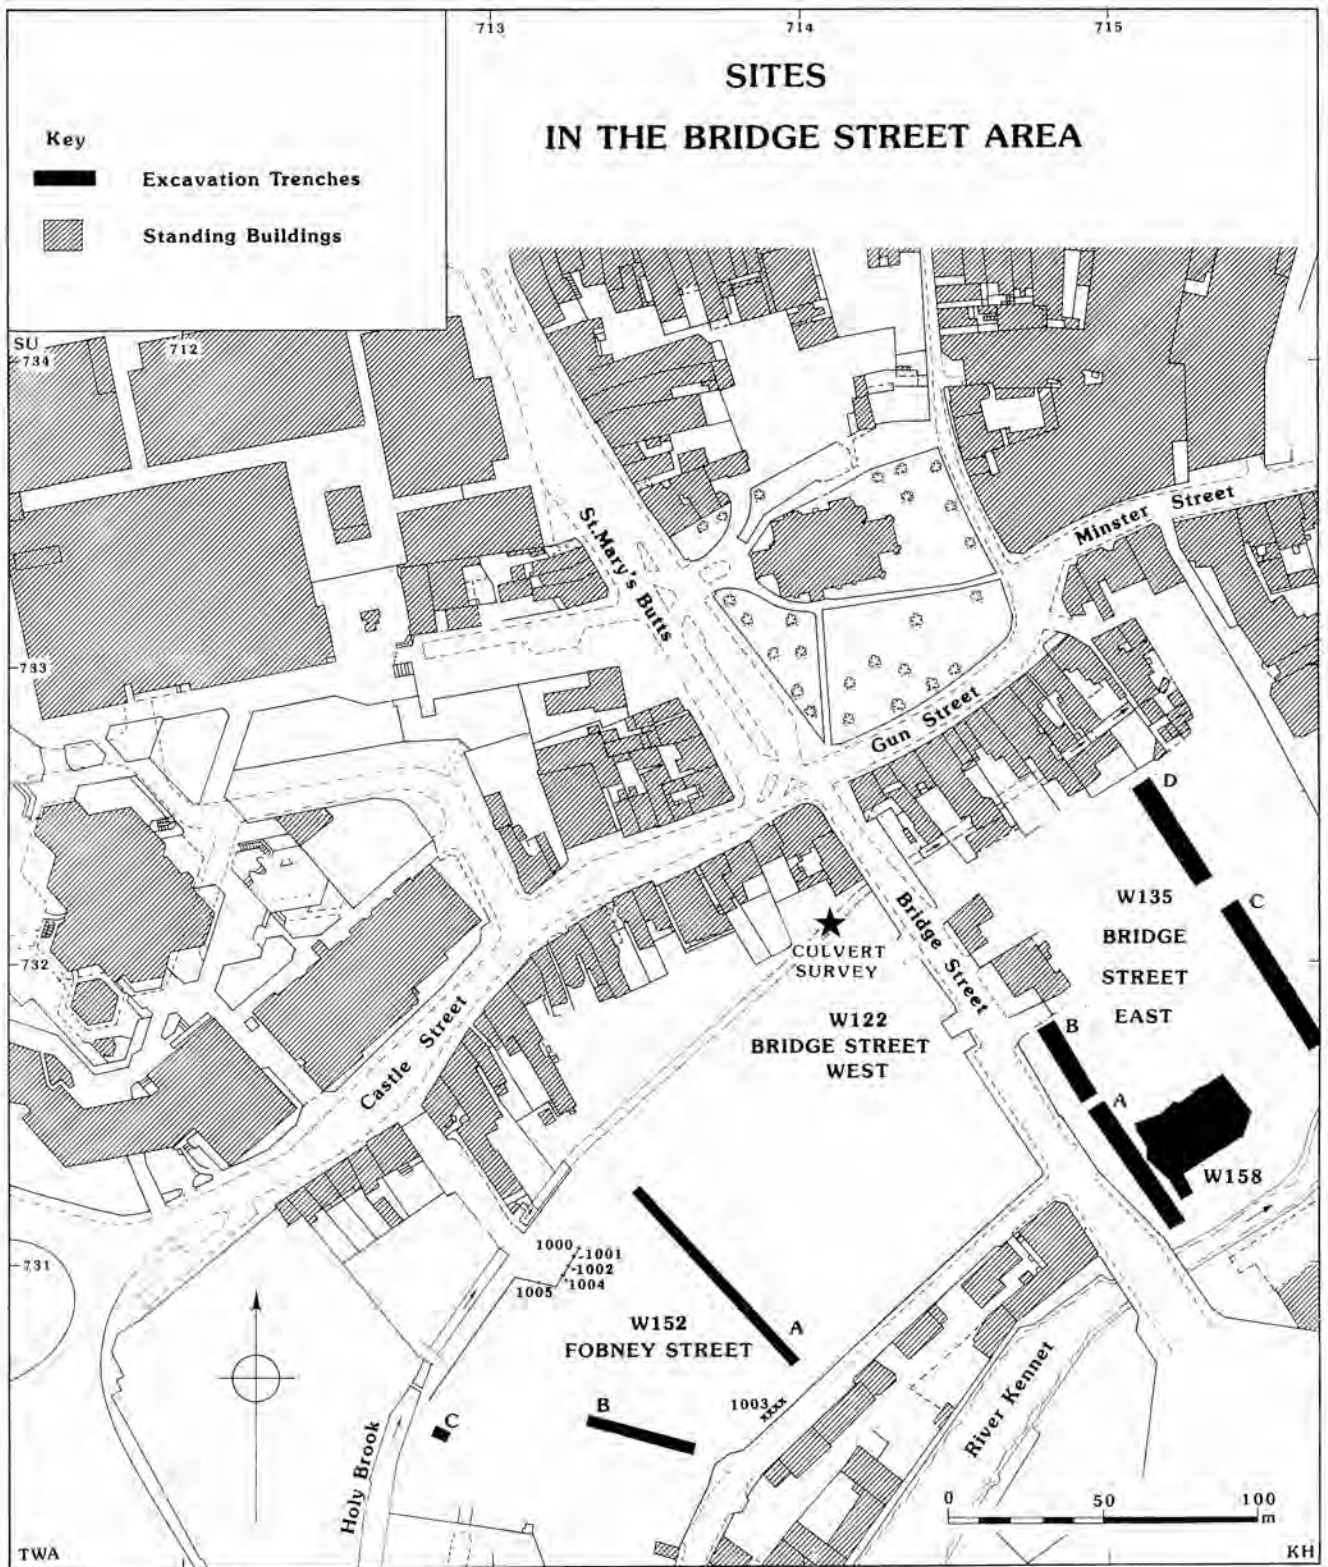 713
714
715
SITES
IN THE BRIDGE STREET AREA
Key
Excavation Trenches
Standing Buildings
SU
734
712
St.Mary's Butts
Minster Street
733
Gun Street
D
W135
BRIDGE
STREET
EAST
C
Bridge Street
CULVERT
SURVEY
732
W122
BRIDGE STREET
WEST
B
A
Castle Street
W158
1000
1001
1002
1004
1005
731
W152
FOBNEY STREET
A
B
1003
xxxx
C
Holy Brook
River Kennet
0 50 100
m
TWA
KH